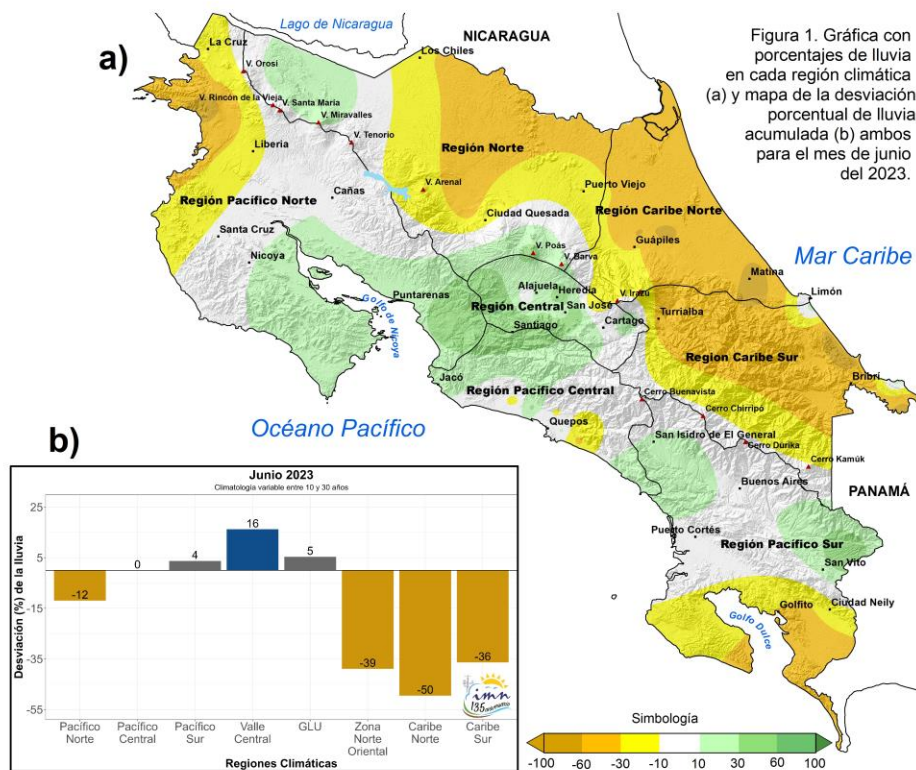 Lago de Nicaragua
NICARAGUA
Figura 1. Gráfica con
porcentajes de lluvia
en cada región climática
(a) y mapa de la desviación
porcentual de lluvia
acumulada (b) ambos
para el mes de junio
del 2023.
a)
La Cruz
Los Chiles
V. Orosi
V. Rincón de la Vieja
V. Santa María
V. Miravalles
V. Tenorio
Región Norte
Liberia
V. Arenal
Puerto Viejo
Región Pacífico Norte
Cañas
Ciudad Quesada
Región Caribe Norte
Santa Cruz
Guápiles
Nicoya
V. Poás
V. Barva
Mar Caribe
Matina
Limón
Golfo de
Nicoya
Puntarenas
Alajuela
Heredia
V. Irazú
Región Central
San José
Santiago
Cartago
Turrialba
Region Caribe Sur
Jacó
Región Pacífico Central
Bribrí
Cerro Buenavista
Cerro Chirripó
Océano Pacífico
Quepos
San Isidro de El General
Cerro Dúrika
Cerro Kamúk
Buenos Aires
PANAMÁ
Puerto Cortés
Región Pacífico Sur
San Vito
Golfito
Ciudad Neily
Golfo Dulce
b)
Junio 2023
Climatología variable entre 10 y 30 años
Desviación (%) de la lluvia
25
5
-15
-35
-55
-12
0
4
16
5
-39
-50
-36
Pacífico
Norte
Pacífico
Central
Pacífico
Sur
Valle
Central
GLU
Zona
Norte
Oriental
Caribe
Norte
Caribe
Sur
Regiones Climáticas
imn
135
Simbología
-100 -60 -30 -10 10 30 60 100